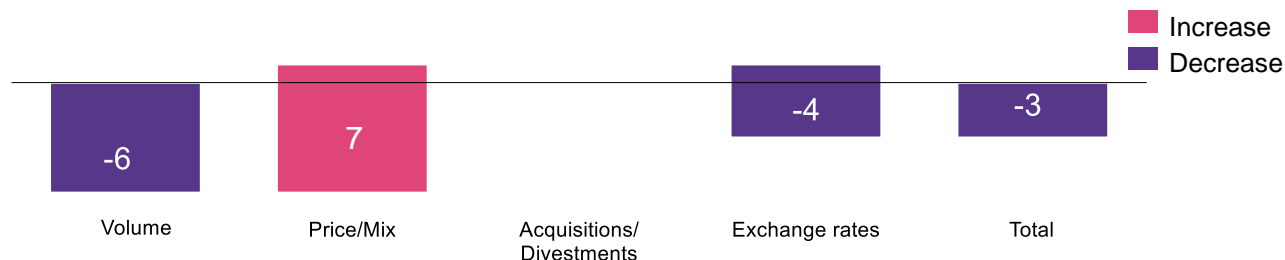 Increase
Decrease
-6
7
-4
-3
Volume
Price/Mix
Acquisitions/
Divestments
Exchange rates
Total